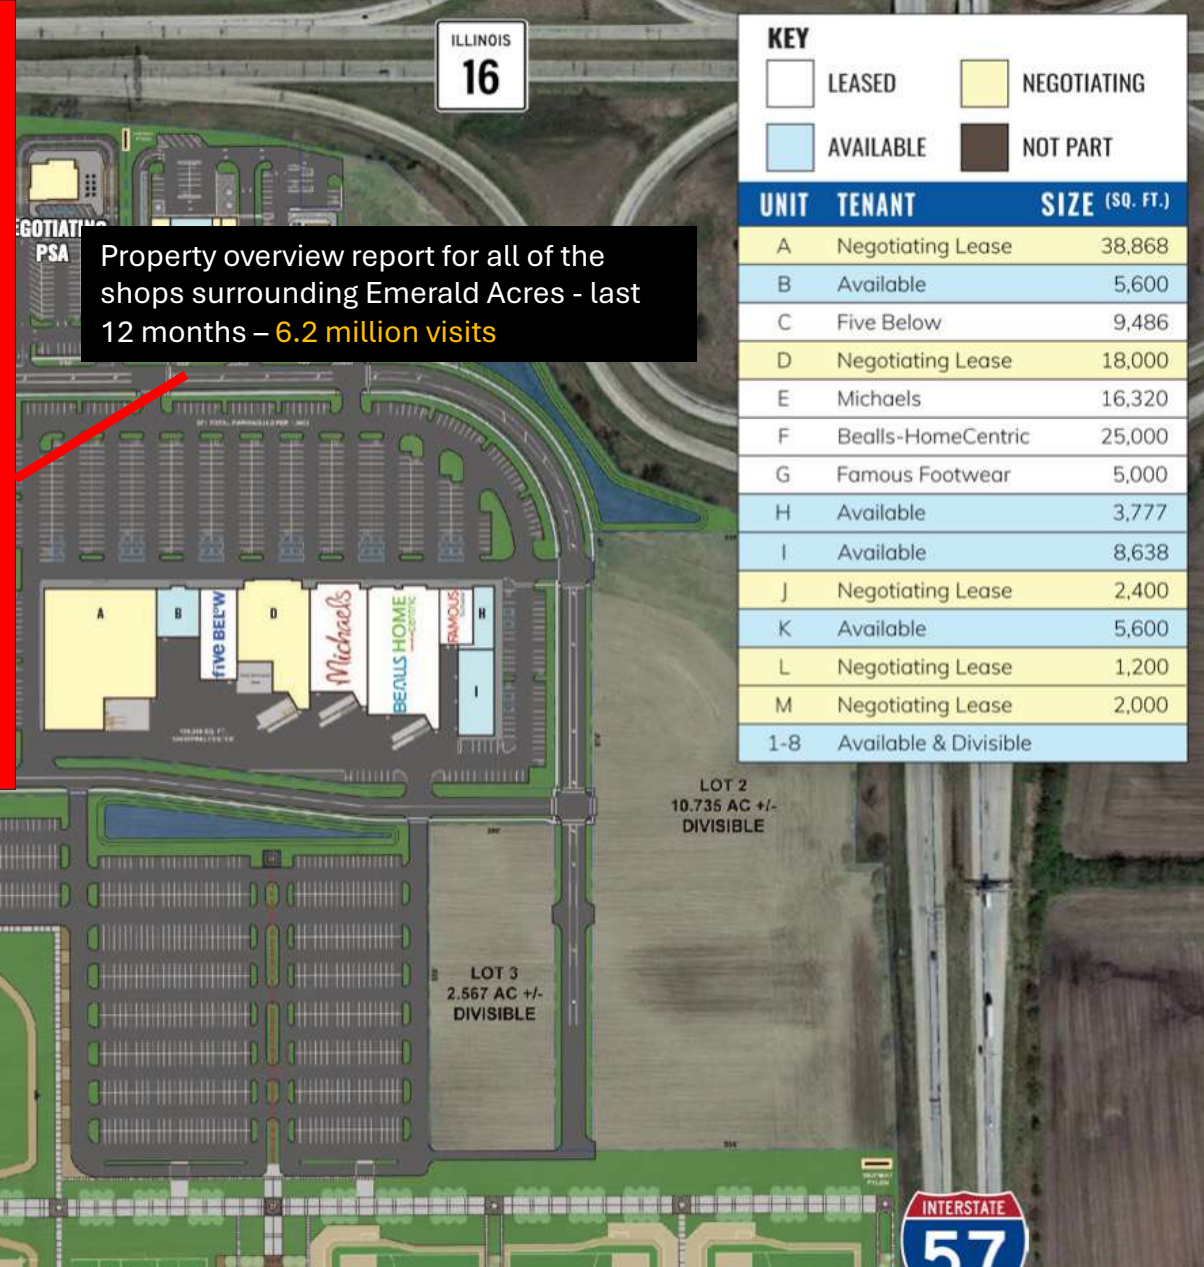 ILLINOIS
16
KEY
LEASED
NEGOTIATING
AVAILABLE
NOT PART
UNIT TENANT SIZE (SQ. FT.)
A Negotiating Lease 38,868
B Available 5,600
C Five Below 9,486
D Negotiating Lease 18,000
E Michaels 16,320
F Bealls-HomeCentric 25,000
G Famous Footwear 5,000
H Available 3,777
I Available 8,638
J Negotiating Lease 2,400
K Available 5,600
L Negotiating Lease 1,200
M Negotiating Lease 2,000
1-8 Available & Divisible
EGOTIATING
PSA
Property overview report for all of the
shops surrounding Emerald Acres - last
12 months – 6.2 million visits
A
B
five BELOW
D
Michaels
BEALLS HOME
centric
FAMOUS
H
I
SHOPPING CENTER
LOT 2
10.735 AC +/-
DIVISIBLE
LOT 3
2.567 AC +/-
DIVISIBLE
INTERSTATE
57